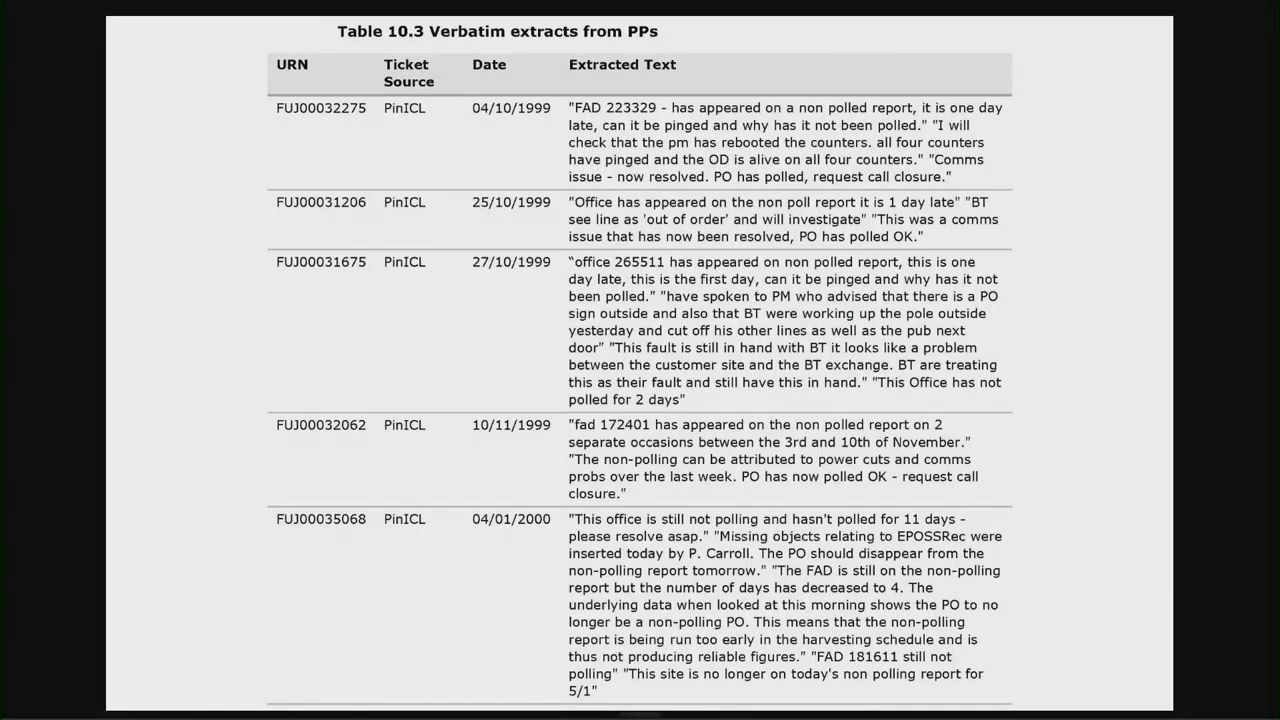 Table 10.3 Verbatim extracts from PPs
URN Ticket Source Date Extracted Text
FUJ00032275 PinICL 04/10/1999 "FAD 223329 - has appeared on a non polled report, it is one day
late, can it be pinged and why has it not been polled." "I will
check that the pm has rebooted the counters. all four counters
have pinged and the OD is alive on all four counters." "Comms
issue - now resolved. PO has polled, request call closure."
FUJ00031206 PinICL 25/10/1999 "Office has appeared on the non poll report it is 1 day late" "BT
see line as 'out of order' and will investigate" "This was a comms
issue that has now been resolved, PO has polled OK."
FUJ00031675 PinICL 27/10/1999 “office 265511 has appeared on non polled report, this is one
day late, this is the first day, can it be pinged and why has it not
been polled." "have spoken to PM who advised that there is a PO
sign outside and also that BT were working up the pole outside
yesterday and cut off his other lines as well as the pub next
door" "This fault is still in hand with BT it looks like a problem
between the customer site and the BT exchange. BT are treating
this as their fault and still have this in hand." "This Office has not
polled for 2 days"
FUJ00032062 PinICL 10/11/1999 "fad 172401 has appeared on the non polled report on 2
separate occasions between the 3rd and 10th of November."
"The non-polling can be attributed to power cuts and comms
probs over the last week. PO has now polled OK - request call
closure."
FUJ00035068 PinICL 04/01/2000 "This office is still not polling and hasn't polled for 11 days -
please resolve asap." "Missing objects relating to EPOSSRec were
inserted today by P. Carroll. The PO should disappear from the
non-polling report tomorrow." "The FAD is still on the non-polling
report but the number of days has decreased to 4. The
underlying data when looked at this morning shows the PO to no
longer be a non-polling PO. This means that the non-polling
report is being run too early in the harvesting schedule and is
thus not producing reliable figures." "FAD 181611 still not
polling" "This site is no longer on today's non polling report for
5/1"